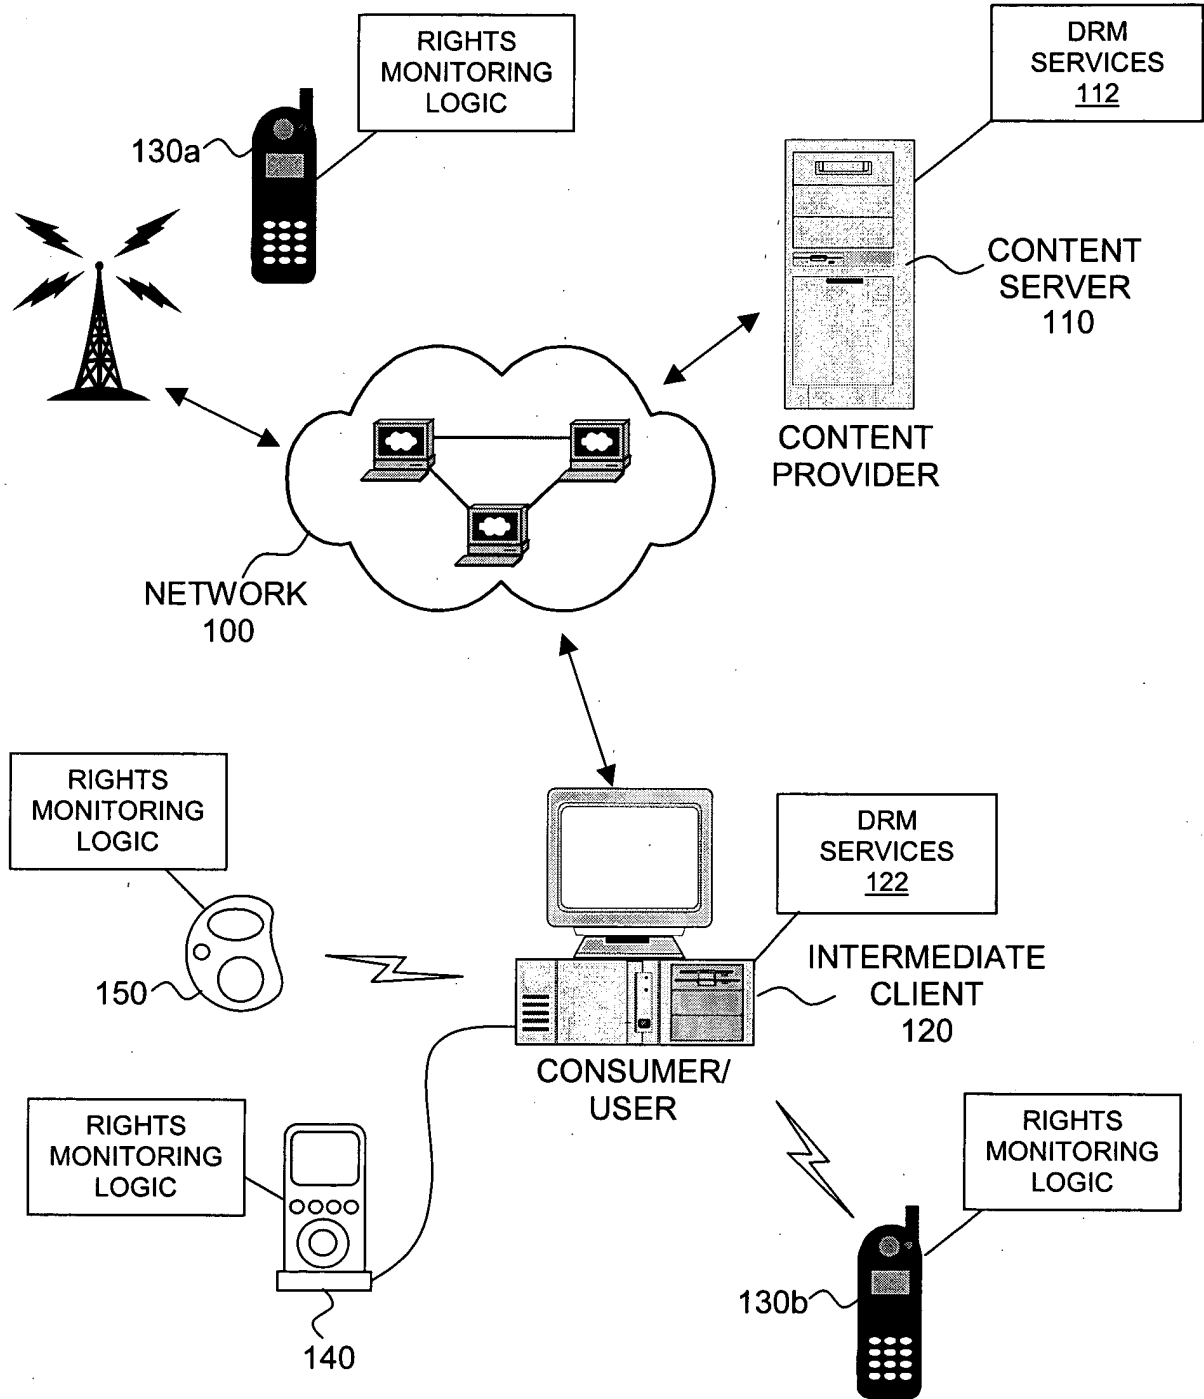 RIGHTS
MONITORING
LOGIC
130a
DRM
SERVICES
112
CONTENT
SERVER
110
CONTENT
PROVIDER
NETWORK
100
RIGHTS
MONITORING
LOGIC
150
DRM
SERVICES
122
INTERMEDIATE
CLIENT
120
CONSUMER/
USER
RIGHTS
MONITORING
LOGIC
140
RIGHTS
MONITORING
LOGIC
130b